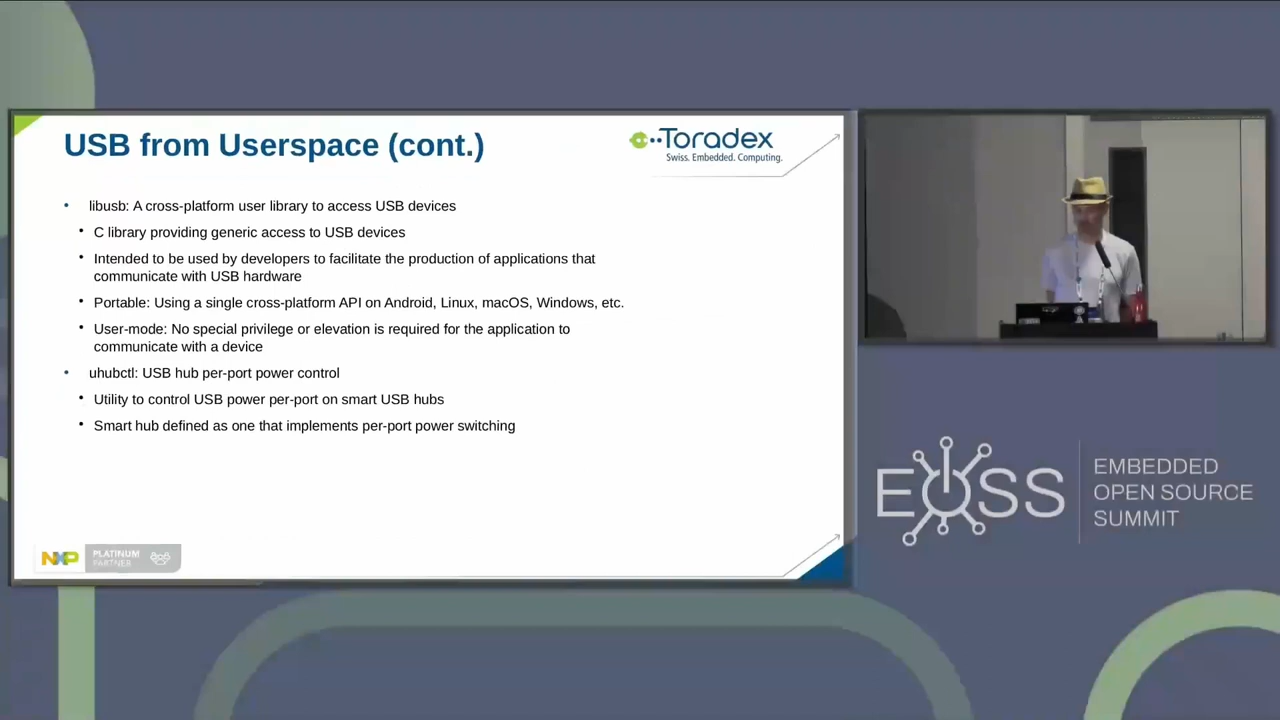 USB from Userspace (cont.)
Toradex
Swiss. Embedded. Computing.
• libusb: A cross-platform user library to access USB devices
• C library providing generic access to USB devices
• Intended to be used by developers to facilitate the production of applications that
communicate with USB hardware
• Portable: Using a single cross-platform API on Android, Linux, macOS, Windows, etc.
• User-mode: No special privilege or elevation is required for the application to
communicate with a device
• uhubctl: USB hub per-port power control
• Utility to control USB power per-port on smart USB hubs
• Smart hub defined as one that implements per-port power switching
NXP
PLATINUM
PARTNER
EOSS
EMBEDDED
OPEN SOURCE
SUMMIT